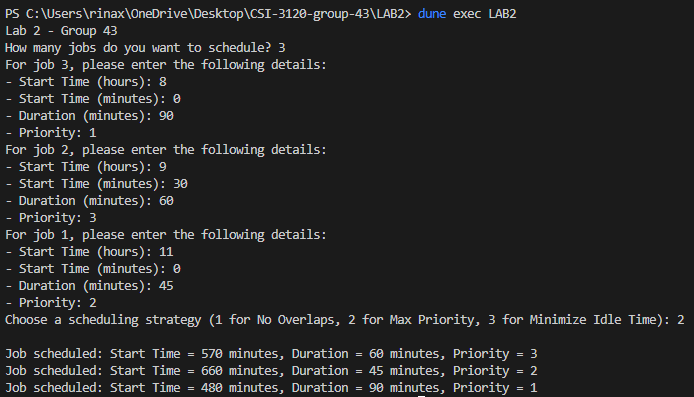 PS C:\Users\rinax\OneDrive\Desktop\CSI-3120-group-43\LAB2> dune exec LAB2
Lab 2 - Group 43
How many jobs do you want to schedule? 3
For job 3, please enter the following details:
- Start Time (hours): 8
- Start Time (minutes): 0
- Duration (minutes): 90
- Priority: 1
For job 2, please enter the following details:
- Start Time (hours): 9
- Start Time (minutes): 30
- Duration (minutes): 60
- Priority: 3
For job 1, please enter the following details:
- Start Time (hours): 11
- Start Time (minutes): 0
- Duration (minutes): 45
- Priority: 2
Choose a scheduling strategy (1 for No Overlaps, 2 for Max Priority, 3 for Minimize Idle Time): 2
Job scheduled: Start Time = 570 minutes, Duration = 60 minutes, Priority = 3
Job scheduled: Start Time = 660 minutes, Duration = 45 minutes, Priority = 2
Job scheduled: Start Time = 480 minutes, Duration = 90 minutes, Priority = 1